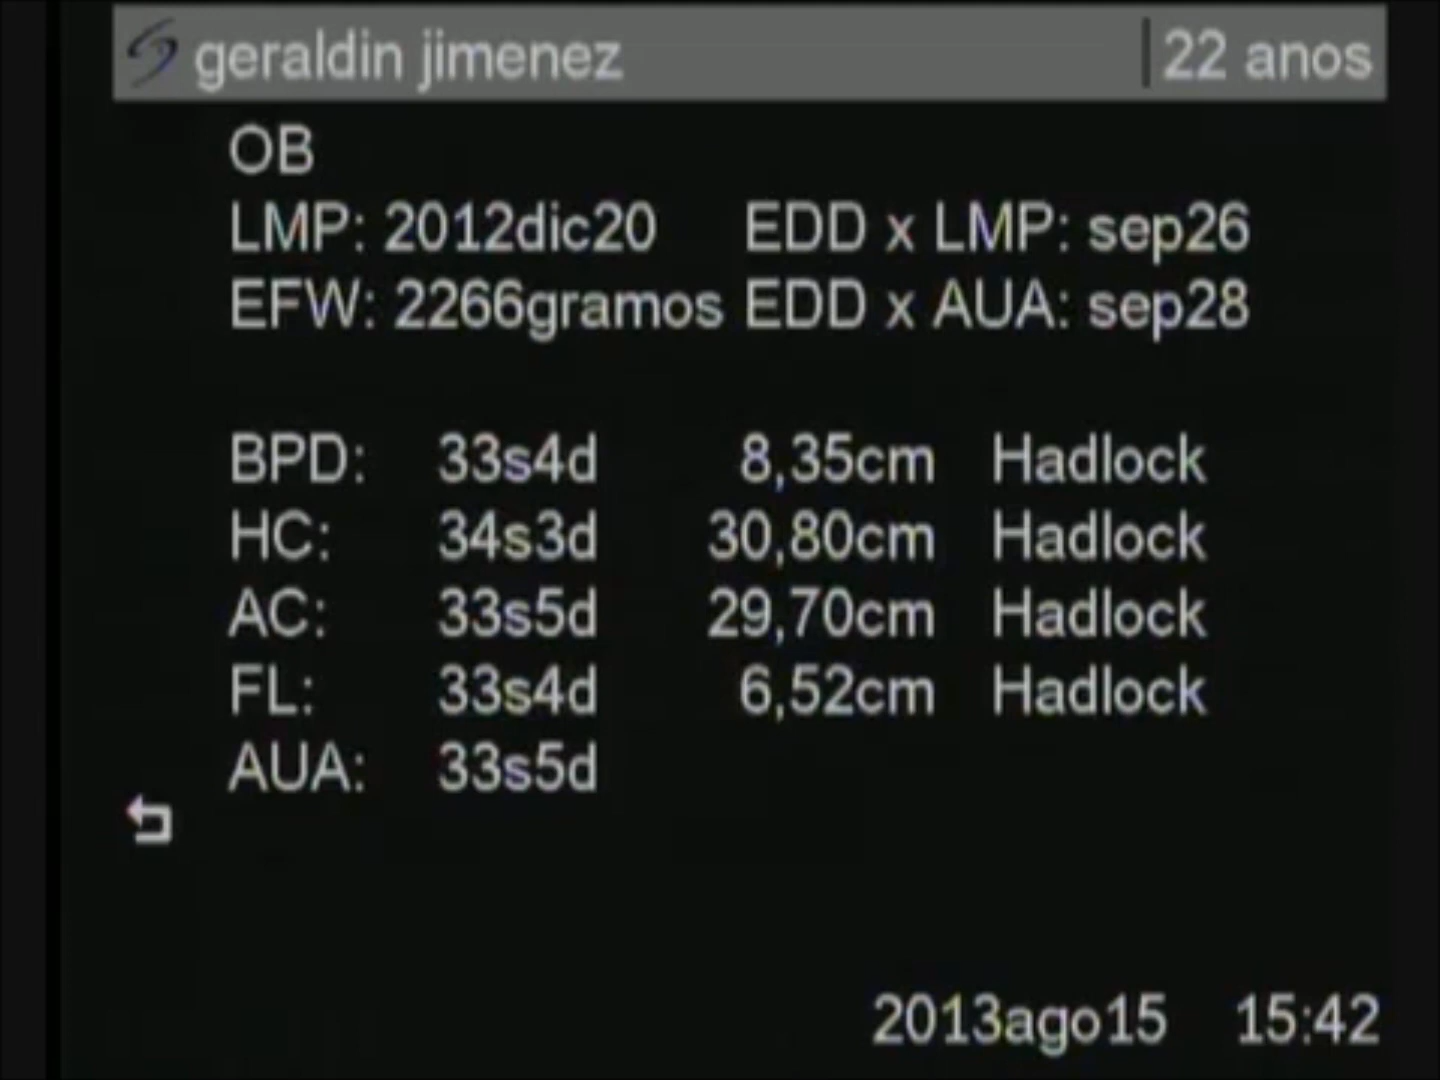 geraldin jimenez 22 anos
OB
LMP: 2012dic20 EDD x LMP: sep26
EFW: 2266gramos EDD x AUA: sep28
BPD: 33s4d 8,35cm Hadlock
HC: 34s3d 30,80cm Hadlock
AC: 33s5d 29,70cm Hadlock
FL: 33s4d 6,52cm Hadlock
AUA: 33s5d
2013ago15 15:42